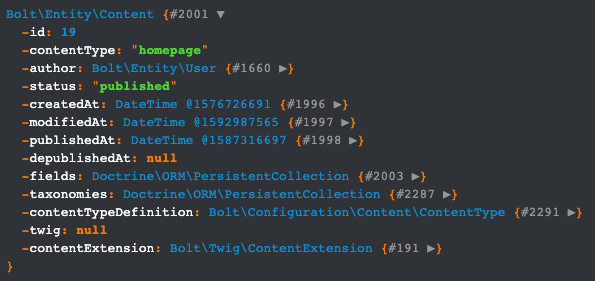 Bolt\Entity\Content {#2001 ▼
-id: 19
-contentType: "homepage"
-author: Bolt\Entity\User {#1660 ▶}
-status: "published"
-createdAt: DateTime @1576726691 {#1996 ▶}
-modifiedAt: DateTime @1592987565 {#1997 ▶}
-publishedAt: DateTime @1587316697 {#1998 ▶}
-depublishedAt: null
-fields: Doctrine\ORM\PersistentCollection {#2003 ▶}
-taxonomies: Doctrine\ORM\PersistentCollection {#2287 ▶}
-contentTypeDefinition: Bolt\Configuration\Content\ContentType {#2291 ▶}
-twig: null
-contentExtension: Bolt\Twig\ContentExtension {#191 ▶}
}